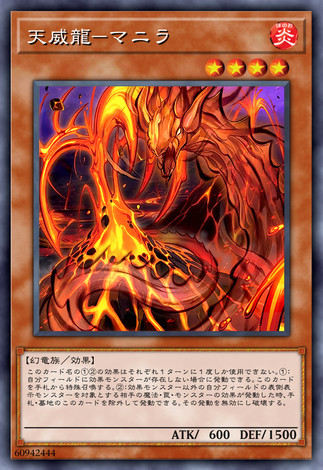 天威龍－マニラ
炎
【幻竜族／効果】
このカード名の①②の効果はそれぞれ１ターンに１度しか使用できない。①：
自分フィールドに効果モンスターが存在しない場合に発動できる。このカード
を手札から特殊召喚する。②：効果モンスター以外の自分フィールドの表側表
示モンスターを対象とする相手の魔法・罠・モンスターの効果が発動した時、手
札・墓地のこのカードを除外して発動できる。その発動を無効にし破壊する。
ATK/ 600 DEF/1500
60942444